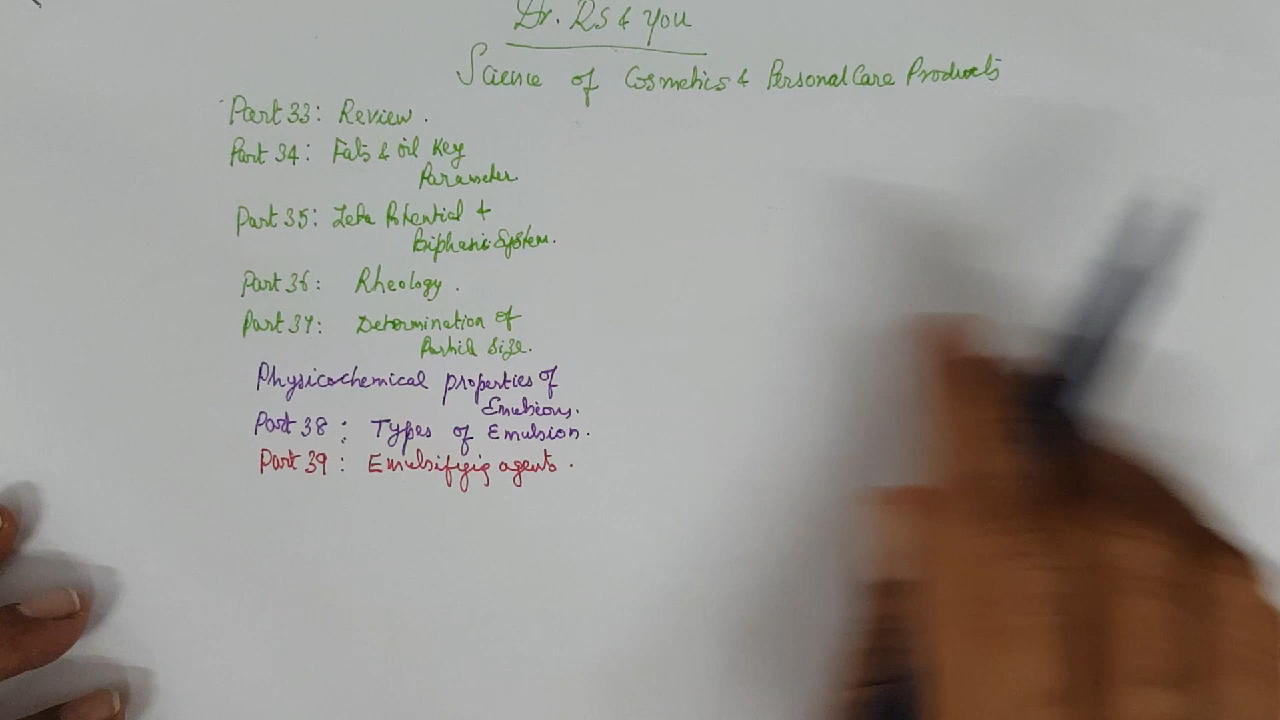 Dr. RS & You
Science of Cosmetics & Personal Care Products
Part 33: Review.
Part 34: Fats & oil Key
Parameter.
Part 35: Zeta Potential &
Biphasic System.
Part 36: Rheology.
Part 37: Determination of
Particle Size.
Physicochemical properties of
Emulsions.
Part 38: Types of Emulsion.
Part 39: Emulsifyig agents.